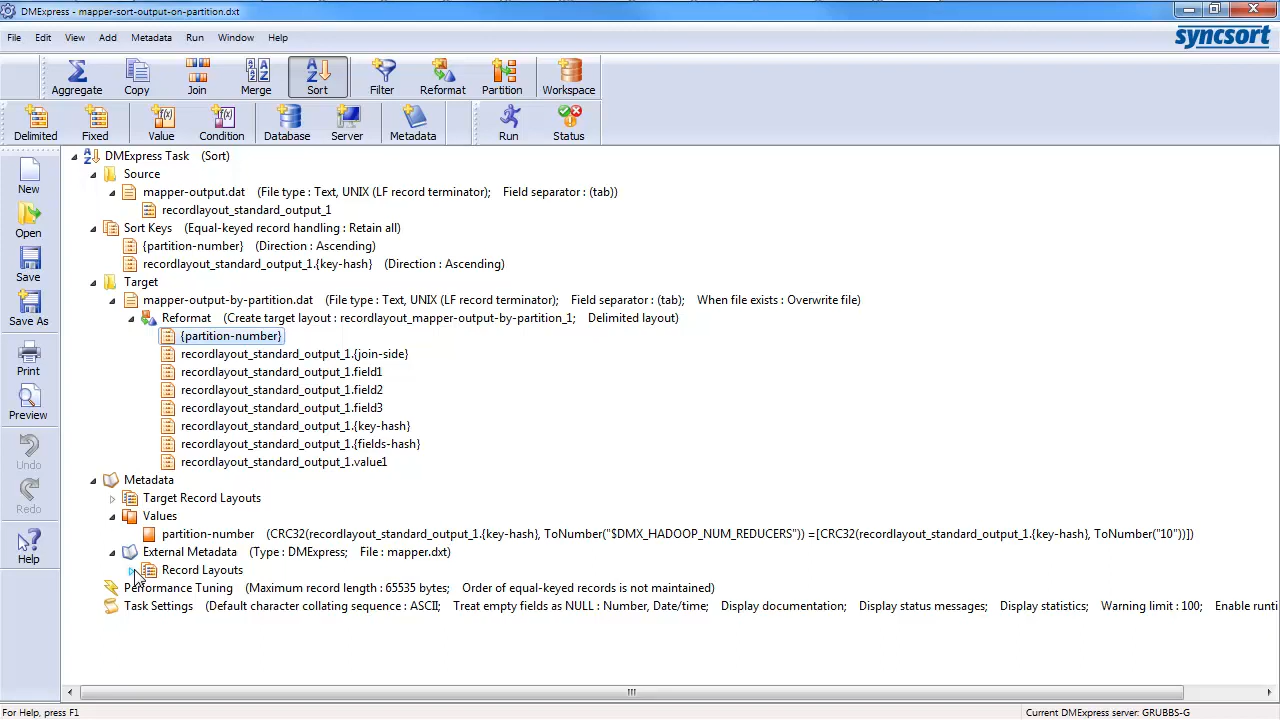 DMExpress - mapper-sort-output-on-partition.dxt
File Edit View Add Metadata Run Window Help
syncsort
Aggregate Copy Join Merge Sort Filter Reformat Partition Workspace
Delimited Fixed Value Condition Database Server Metadata Run Status
New
Open
Save
Save As
Print
Preview
Undo
Redo
Help
DMExpress Task (Sort)
Source
mapper-output.dat (File type : Text, UNIX (LF record terminator); Field separator : (tab))
recordlayout_standard_output_1
Sort Keys (Equal-keyed record handling : Retain all)
{partition-number} (Direction : Ascending)
recordlayout_standard_output_1.{key-hash} (Direction : Ascending)
Target
mapper-output-by-partition.dat (File type : Text, UNIX (LF record terminator); Field separator : (tab); When file exists : Overwrite file)
Reformat (Create target layout : recordlayout_mapper-output-by-partition_1; Delimited layout)
{partition-number}
recordlayout_standard_output_1.{join-side}
recordlayout_standard_output_1.field1
recordlayout_standard_output_1.field2
recordlayout_standard_output_1.field3
recordlayout_standard_output_1.{key-hash}
recordlayout_standard_output_1.{fields-hash}
recordlayout_standard_output_1.value1
Metadata
Target Record Layouts
Values
partition-number (CRC32(recordlayout_standard_output_1.{key-hash}, ToNumber("$DMX_HADOOP_NUM_REDUCERS")) =[CRC32(recordlayout_standard_output_1.{key-hash}, ToNumber("10"))])
External Metadata (Type : DMExpress; File : mapper.dxt)
Record Layouts
Performance Tuning (Maximum record length : 65535 bytes; Order of equal-keyed records is not maintained)
Task Settings (Default character collating sequence : ASCII; Treat empty fields as NULL : Number, Date/time; Display documentation; Display status messages; Display statistics; Warning limit : 100; Enable runti
For Help, press F1
Current DMExpress server: GRUBBS-G